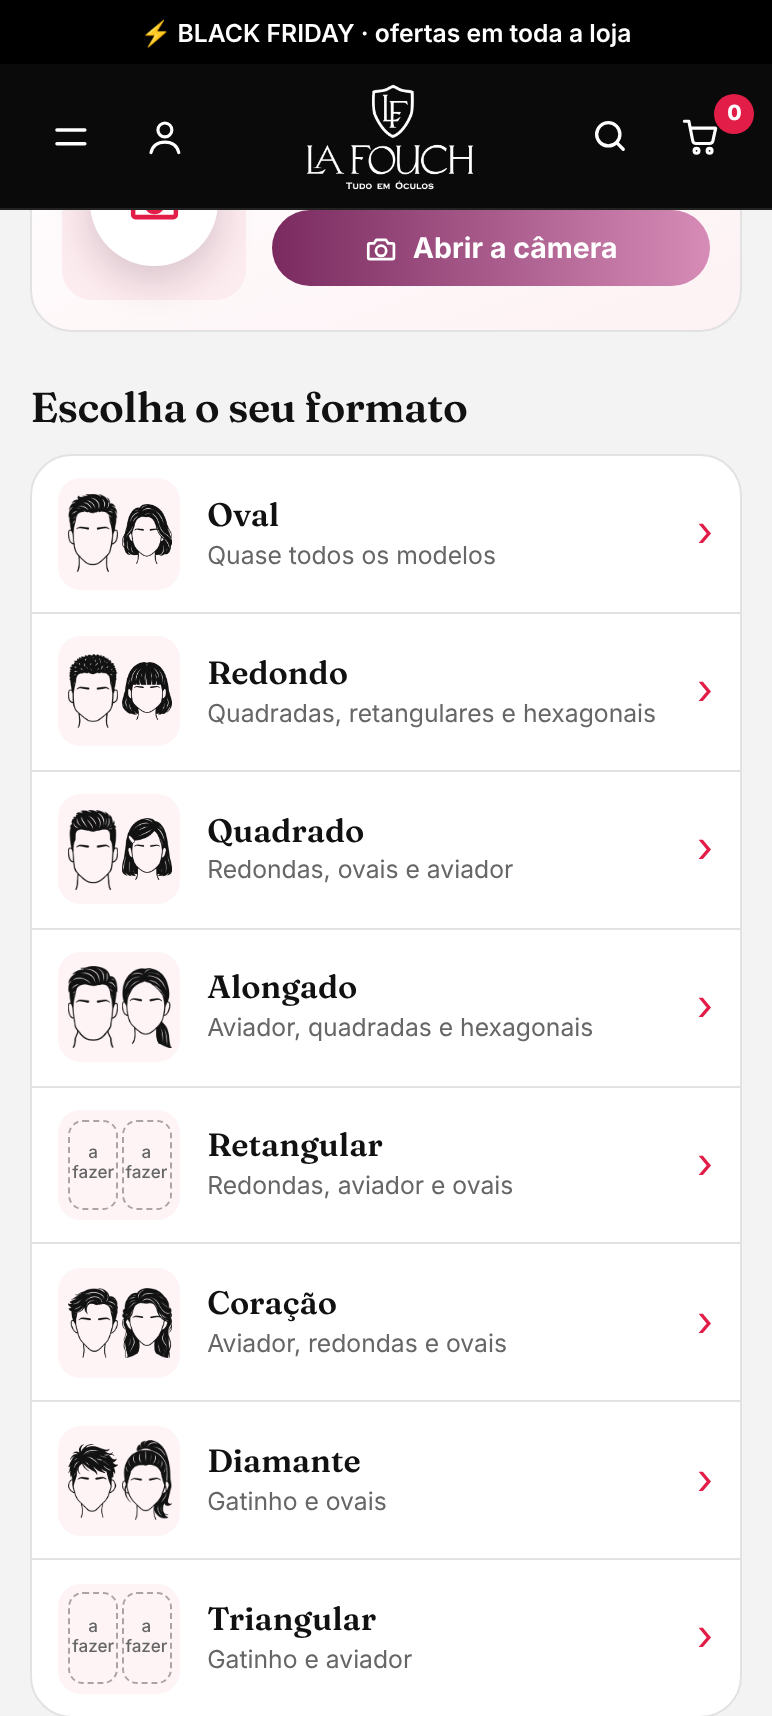 ⚡ BLACK FRIDAY · ofertas em toda a loja
LF
LA FOUCH
TUDO EM ÓCULOS
0
Abrir a câmera
Escolha o seu formato
Oval
Quase todos os modelos
Redondo
Quadradas, retangulares e hexagonais
Quadrado
Redondas, ovais e aviador
Alongado
Aviador, quadradas e hexagonais
a fazer
a fazer
Retangular
Redondas, aviador e ovais
Coração
Aviador, redondas e ovais
Diamante
Gatinho e ovais
a fazer
a fazer
Triangular
Gatinho e aviador